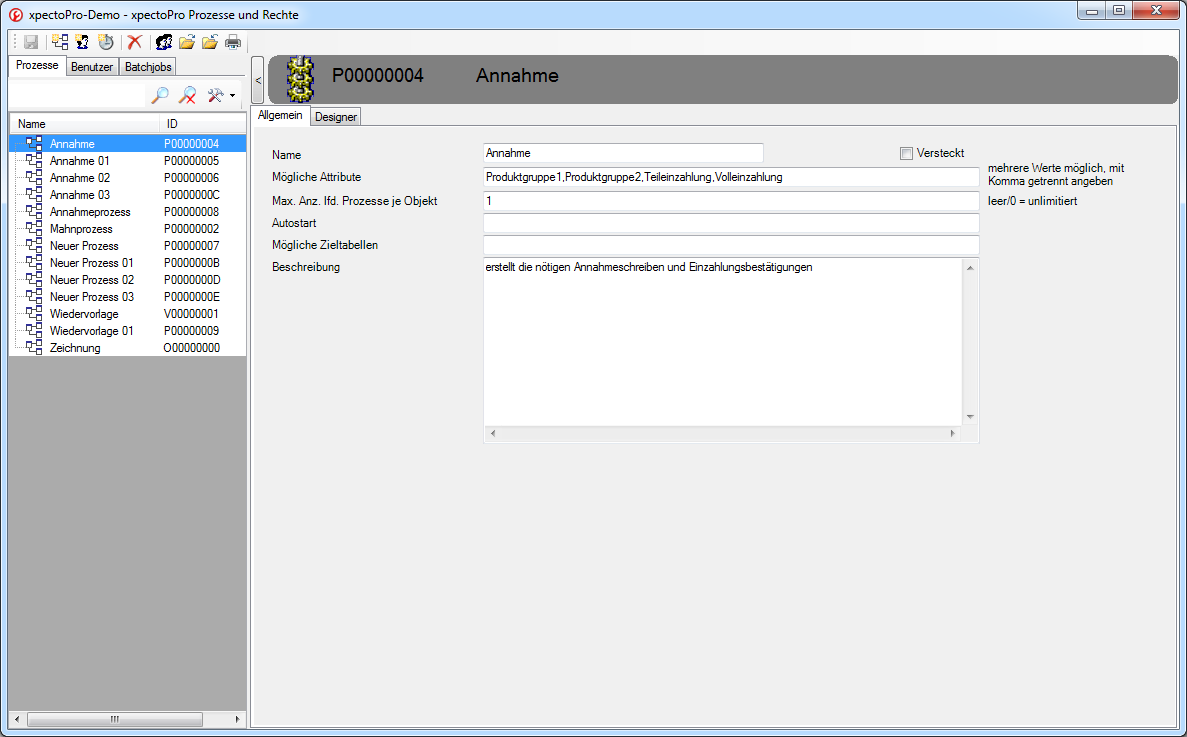 xpectoPro-Demo - xpectoPro Prozesse und Rechte
Prozesse Benutzer Batchjobs
Name ID
Annahme P00000004
Annahme 01 P00000005
Annahme 02 P00000006
Annahme 03 P0000000C
Annahmeprozess P00000008
Mahnprozess P00000002
Neuer Prozess P00000007
Neuer Prozess 01 P0000000B
Neuer Prozess 02 P0000000D
Neuer Prozess 03 P0000000E
Wiedervorlage V00000001
Wiedervorlage 01 P00000009
Zeichnung O00000000
<
P00000004 Annahme
Allgemein Designer
Name Annahme Versteckt
Mögliche Attribute Produktgruppe1,Produktgruppe2,Teileinzahlung,Volleinzahlung mehrere Werte möglich, mit
Komma getrennt angeben
Max. Anz. lfd. Prozesse je Objekt 1 leer/0 = unlimitiert
Autostart
Mögliche Zieltabellen
Beschreibung erstellt die nötigen Annahmeschreiben und Einzahlungsbestätigungen